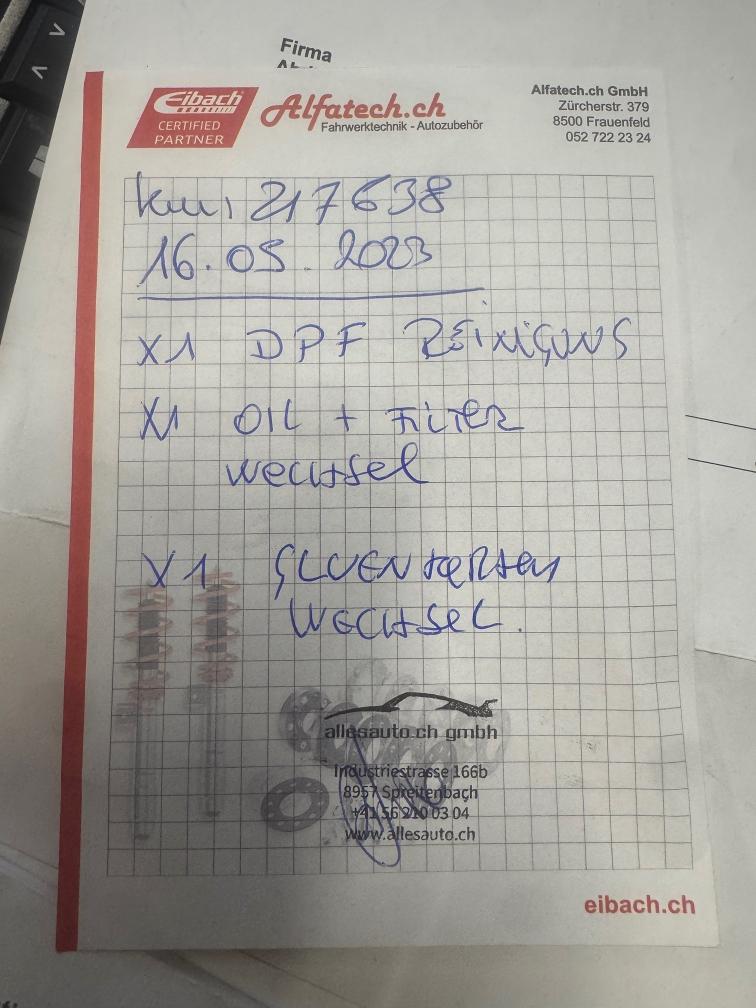 Firma
Eibach
CERTIFIED
PARTNER
Alfatech.ch
Fahrwerktechnik - Autozubehör
Alfatech.ch GmbH
Zürcherstr. 379
8500 Frauenfeld
052 722 23 24
km: 217638
16.05.2023
X1 DPF REiNiGUNG
X1 OIL + FILTER
wechsel
X1 GLUEN KERTEN
WECHSEL.
allesauto.ch gmbh
Industriestrasse 166b
8957 Spreitenbach
+41 56 210 03 04
www.allesauto.ch
eibach.ch